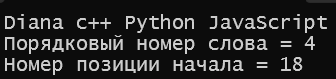 Diana c++ Python JavaScript
Порядковый номер слова = 4
Номер позиции начала = 18